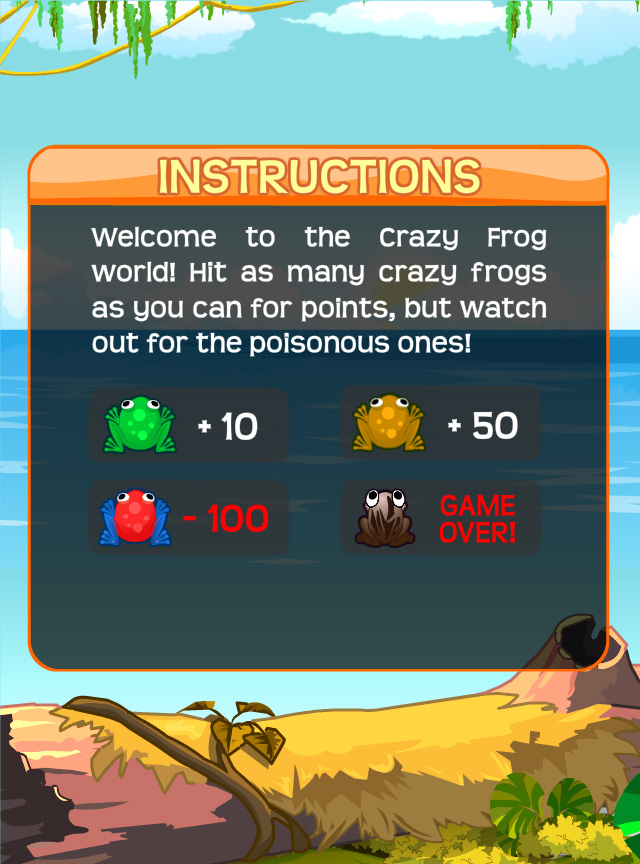 INSTRUCTIONS
Welcome to the Crazy Frog
world! Hit as many crazy frogs
as you can for points, but watch
out for the poisonous ones!
+ 10
+ 50
- 100
GAME
OVER!